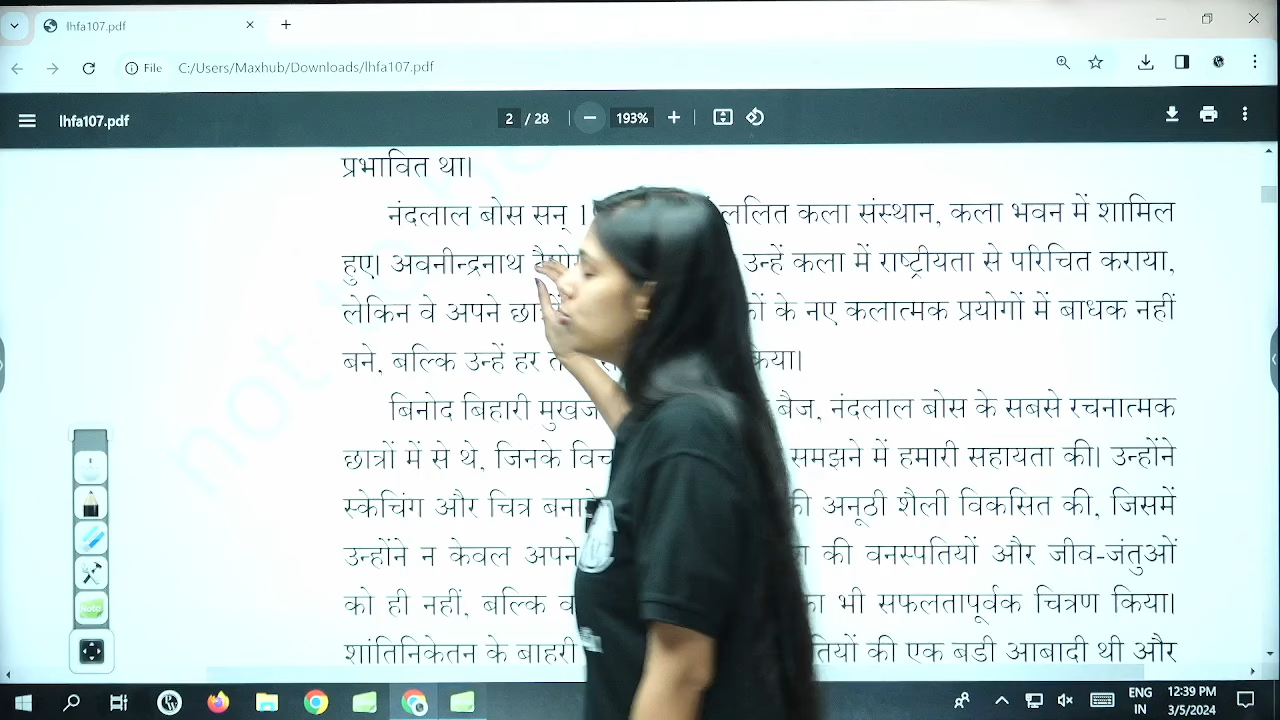 lhfa107.pdf
File C:/Users/Maxhub/Downloads/lhfa107.pdf
lhfa107.pdf 2 / 28 193%
प्रभावित था।
नंदलाल बोस सन् ललित कला संस्थान, कला भवन में शामिल
हुए। अवनीन्द्रनाथ उन्हें कला में राष्ट्रीयता से परिचित कराया,
लेकिन वे अपने के नए कलात्मक प्रयोगों में बाधक नहीं
बने, बल्कि उन्हें हर किया।
बिनोद बिहारी बैज, नंदलाल बोस के सबसे रचनात्मक
छात्रों में से थे, जिनके समझने में हमारी सहायता की। उन्होंने
स्केचिंग और चित्र अनूठी शैली विकसित की, जिसमें
उन्होंने न केवल अपने की वनस्पतियों और जीव-जंतुओं
को ही नहीं, बल्कि भी सफलतापूर्वक चित्रण किया।
शांतिनिकेतन के बाहरी की एक बडी आबादी थी और
not
Note
ENG 12:39 PM
IN 3/5/2024